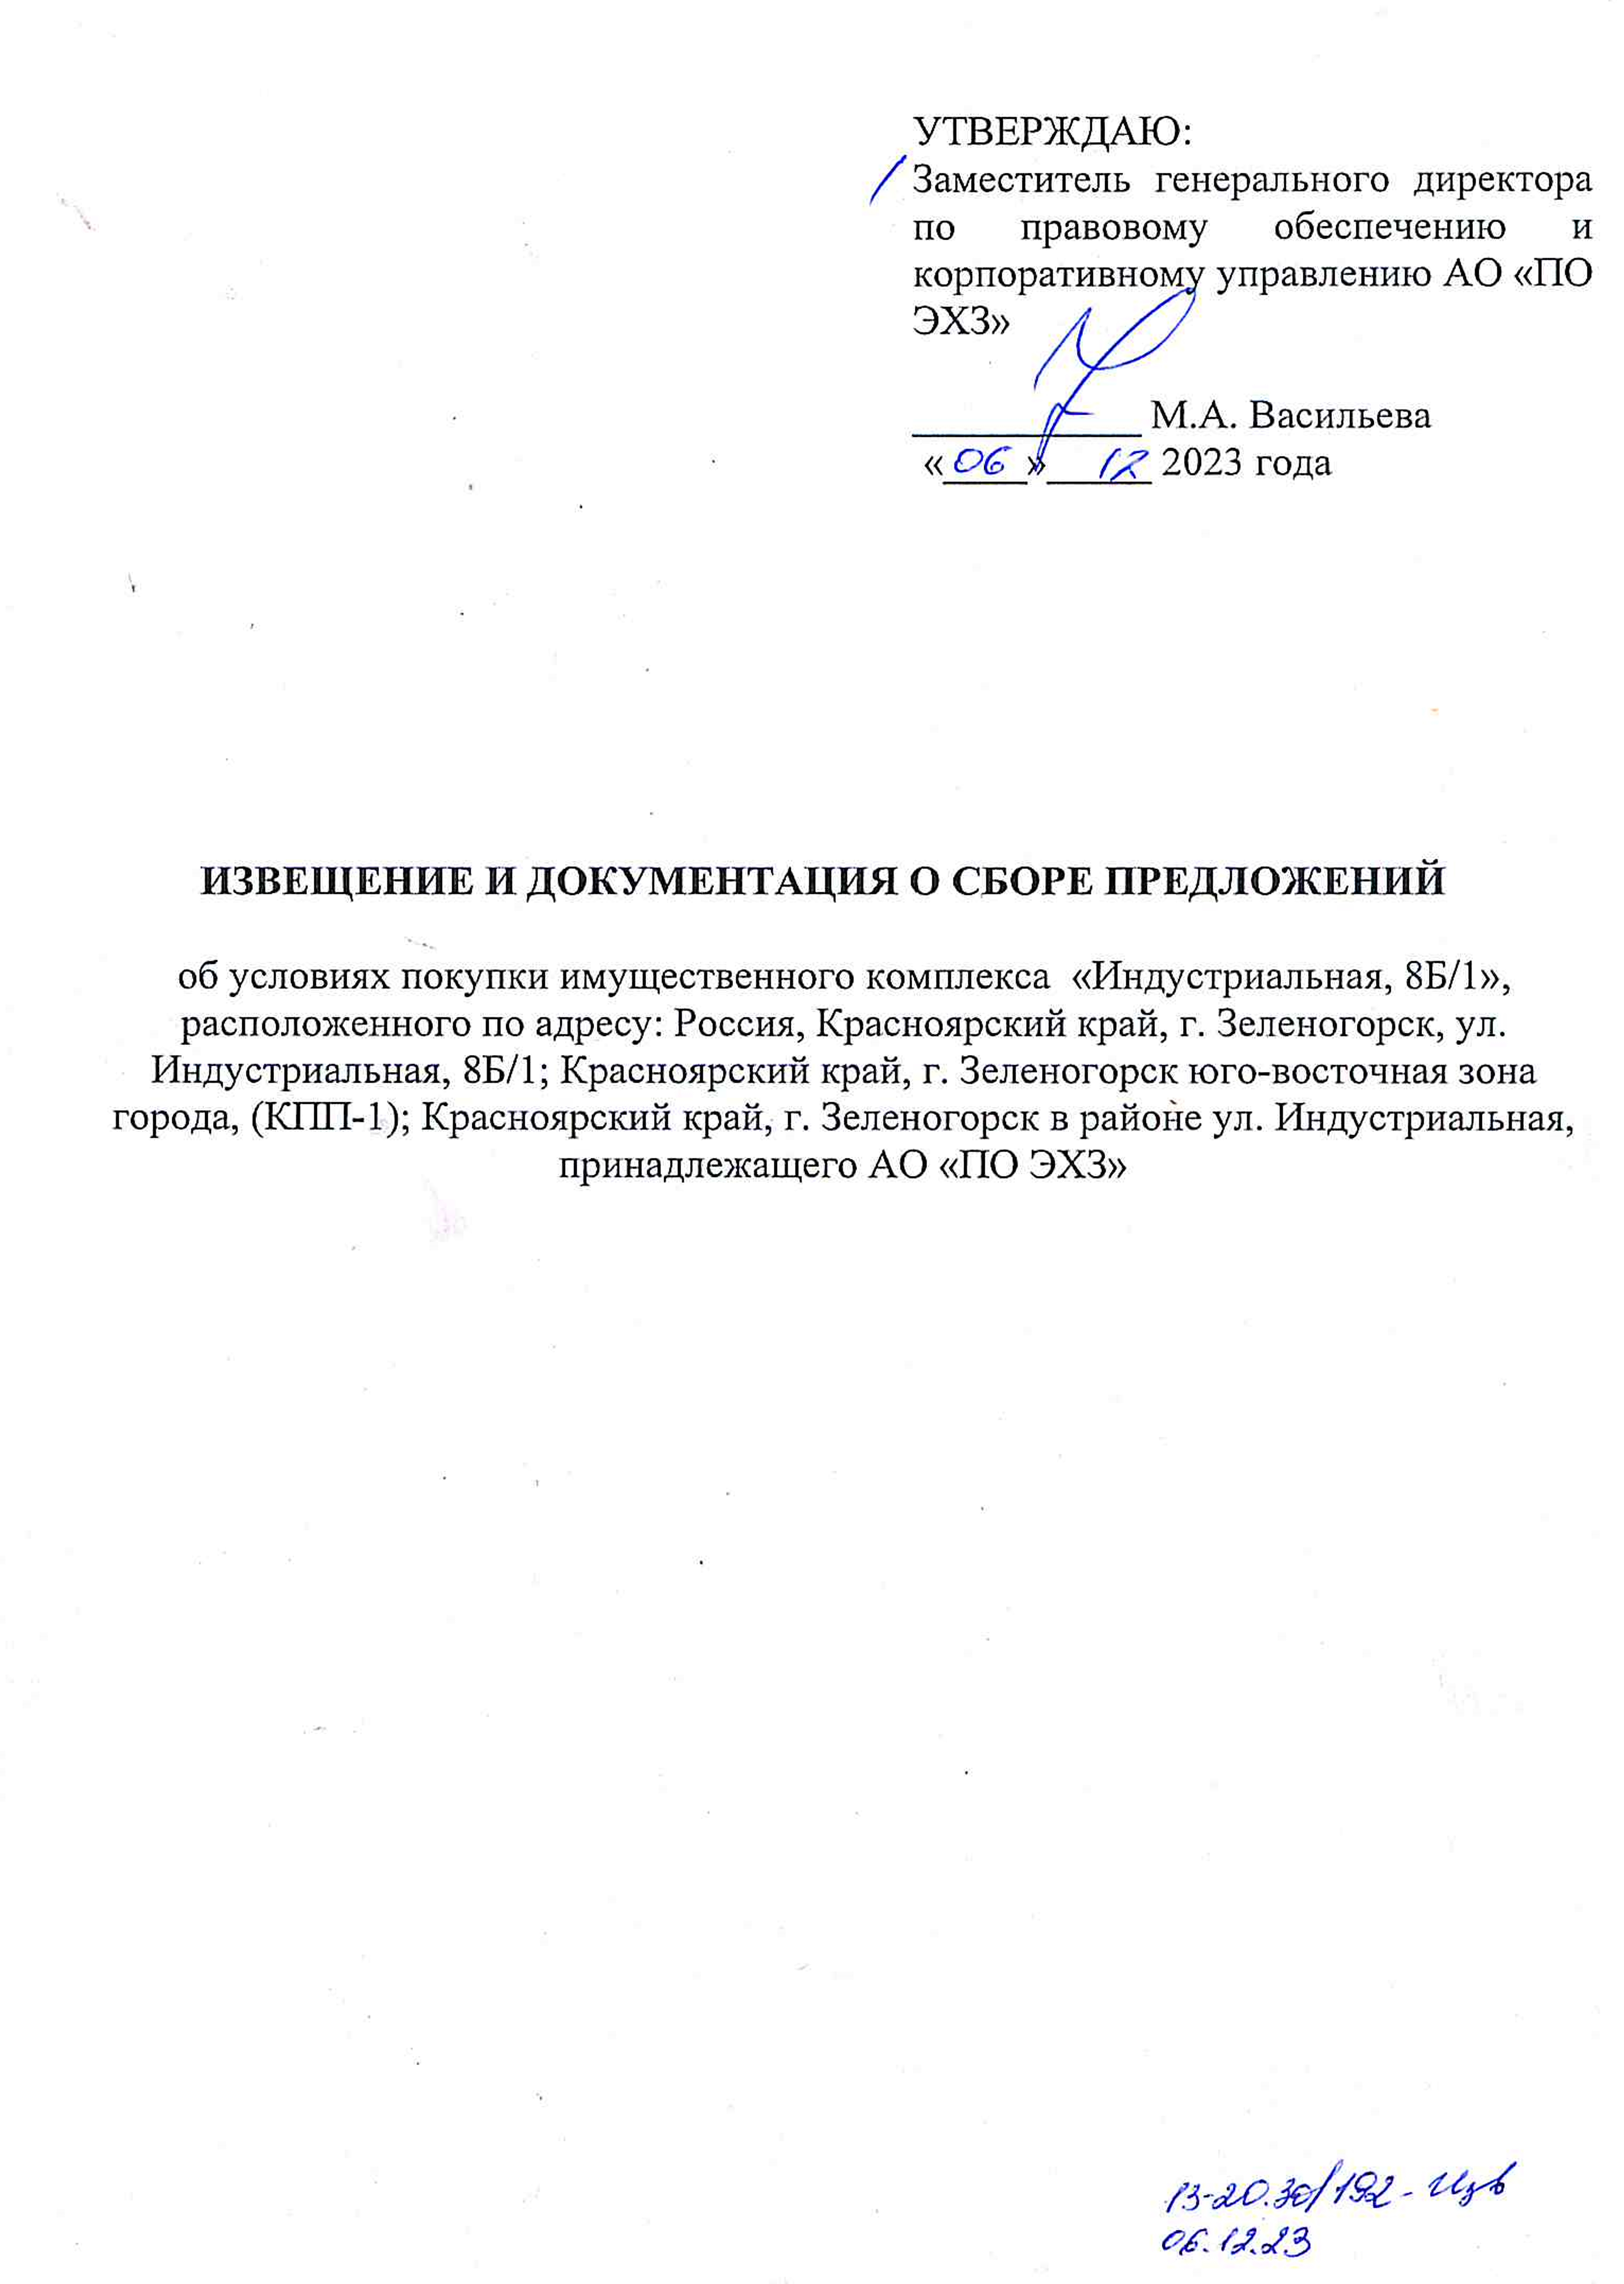 УТВЕРЖДАЮ:
Заместитель генерального директора
по правовому обеспечению и
корпоративному управлению АО «ПО
ЭХЗ»
____________ М.А. Васильева
«06» 12 2023 года
ИЗВЕЩЕНИЕ И ДОКУМЕНТАЦИЯ О СБОРЕ ПРЕДЛОЖЕНИЙ
об условиях покупки имущественного комплекса «Индустриальная, 8Б/1»,
расположенного по адресу: Россия, Красноярский край, г. Зеленогорск, ул.
Индустриальная, 8Б/1; Красноярский край, г. Зеленогорск юго-восточная зона
города, (КПП-1); Красноярский край, г. Зеленогорск в районе ул. Индустриальная,
принадлежащего АО «ПО ЭХЗ»
13-20.30/192-Изв
06.12.23